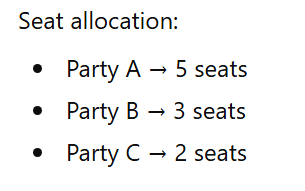 Seat allocation:
• Party A → 5 seats
• Party B → 3 seats
• Party C → 2 seats